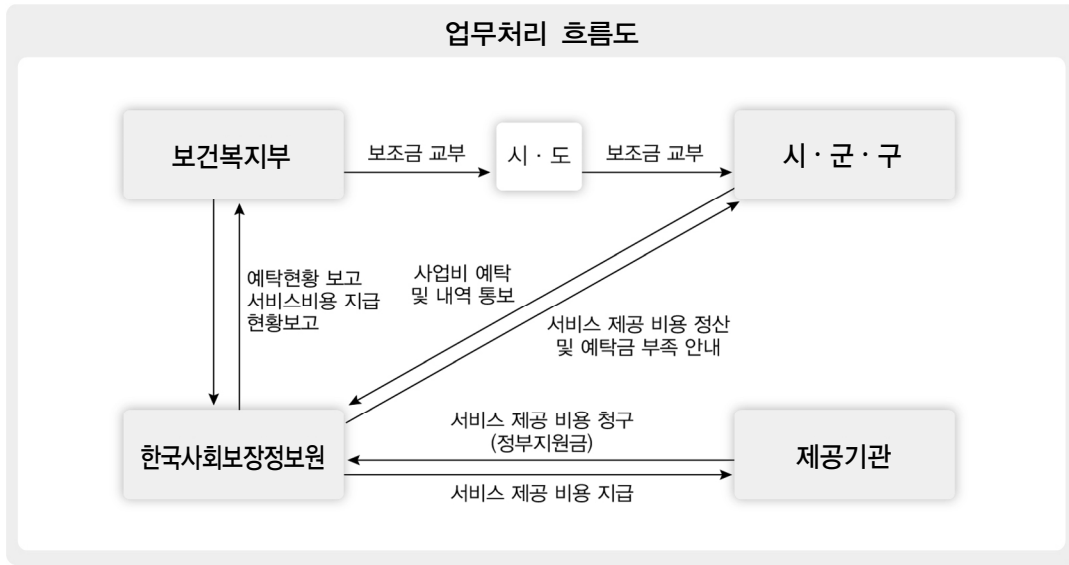 업무처리 흐름도
보건복지부
보조금 교부
시 · 도
보조금 교부
시 · 군 · 구
예탁현황 보고
서비스비용 지급
현황보고
사업비 예탁
및 내역 통보
서비스 제공 비용 정산
및 예탁금 부족 안내
한국사회보장정보원
서비스 제공 비용 청구
(정부지원금)
서비스 제공 비용 지급
제공기관